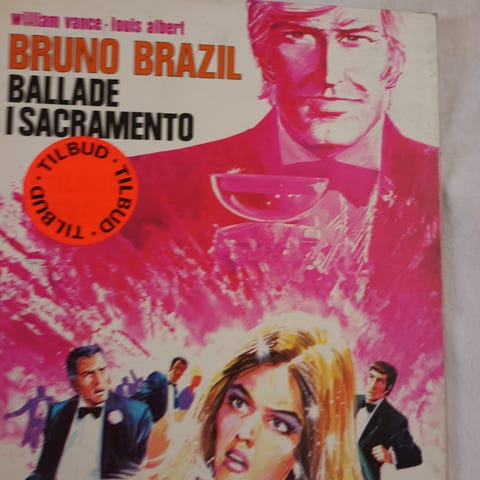 william vance - louis albert
BRUNO BRAZIL
BALLADE
I SACRAMENTO
TILBUD · TILBUD · TILBUD ·